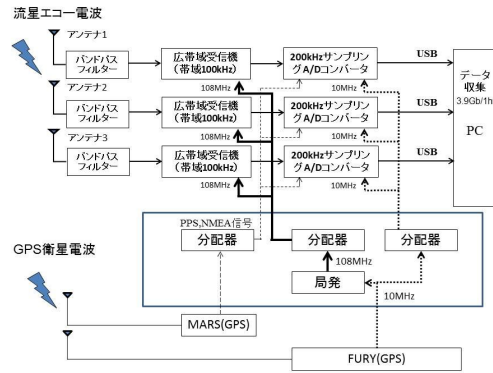 流星エコー電波
アンテナ1
バンドパス
フィルター
広帯域受信機
(帯域100kHz)
200kHzサンプリン
グA/Dコンバータ
USB
108MHz
10MHz
アンテナ2
バンドパス
フィルター
広帯域受信機
(帯域100kHz)
200kHzサンプリン
グA/Dコンバータ
USB
108MHz
10MHz
アンテナ3
バンドパス
フィルター
広帯域受信機
(帯域100kHz)
200kHzサンプリン
グA/Dコンバータ
USB
108MHz
10MHz
データ
収集
3.9Gb/1h
PC
PPS,NMEA信号
分配器
分配器
分配器
108MHz
局発
10MHz
GPS衛星電波
MARS(GPS)
FURY(GPS)